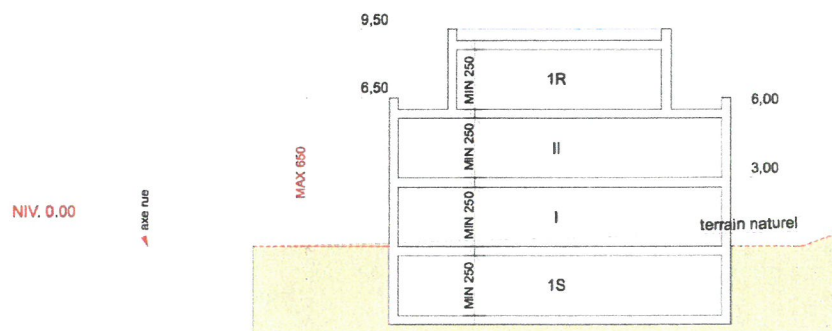 9,50
MIN 250
1R
6,50
6,00
MAX 650
MIN 250
II
3,00
NIV. 0.00
axe rue
MIN 250
I
terrain naturel
MIN 250
1S